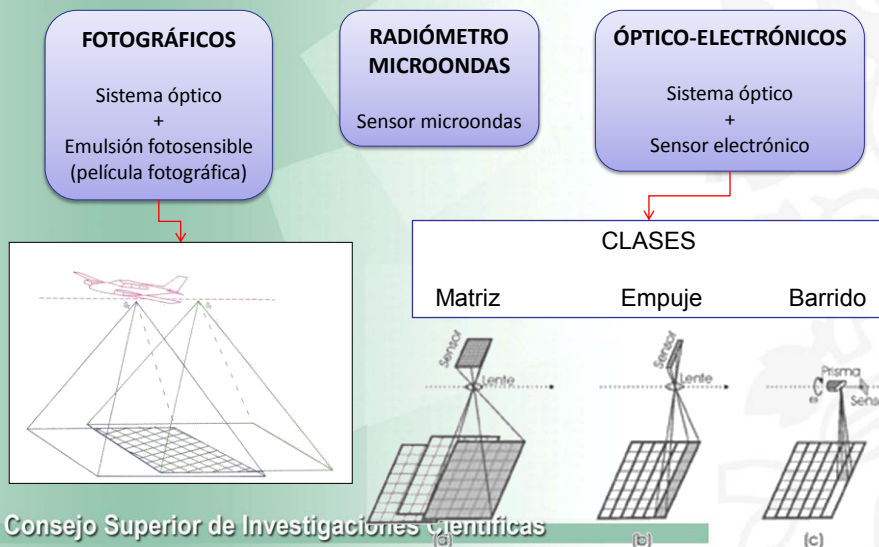 FOTOGRÁFICOS
Sistema óptico
+
Emulsión fotosensible
(película fotográfica)
RADIÓMETRO
MICROONDAS
Sensor microondas
ÓPTICO-ELECTRÓNICOS
Sistema óptico
+
Sensor electrónico
CLASES
Matriz Empuje Barrido
Sensor
Lente
Sensor
Lente
Prisma
ω
Senso
Consejo Superior de Investigaciones Científicas
(a) (b) (c)